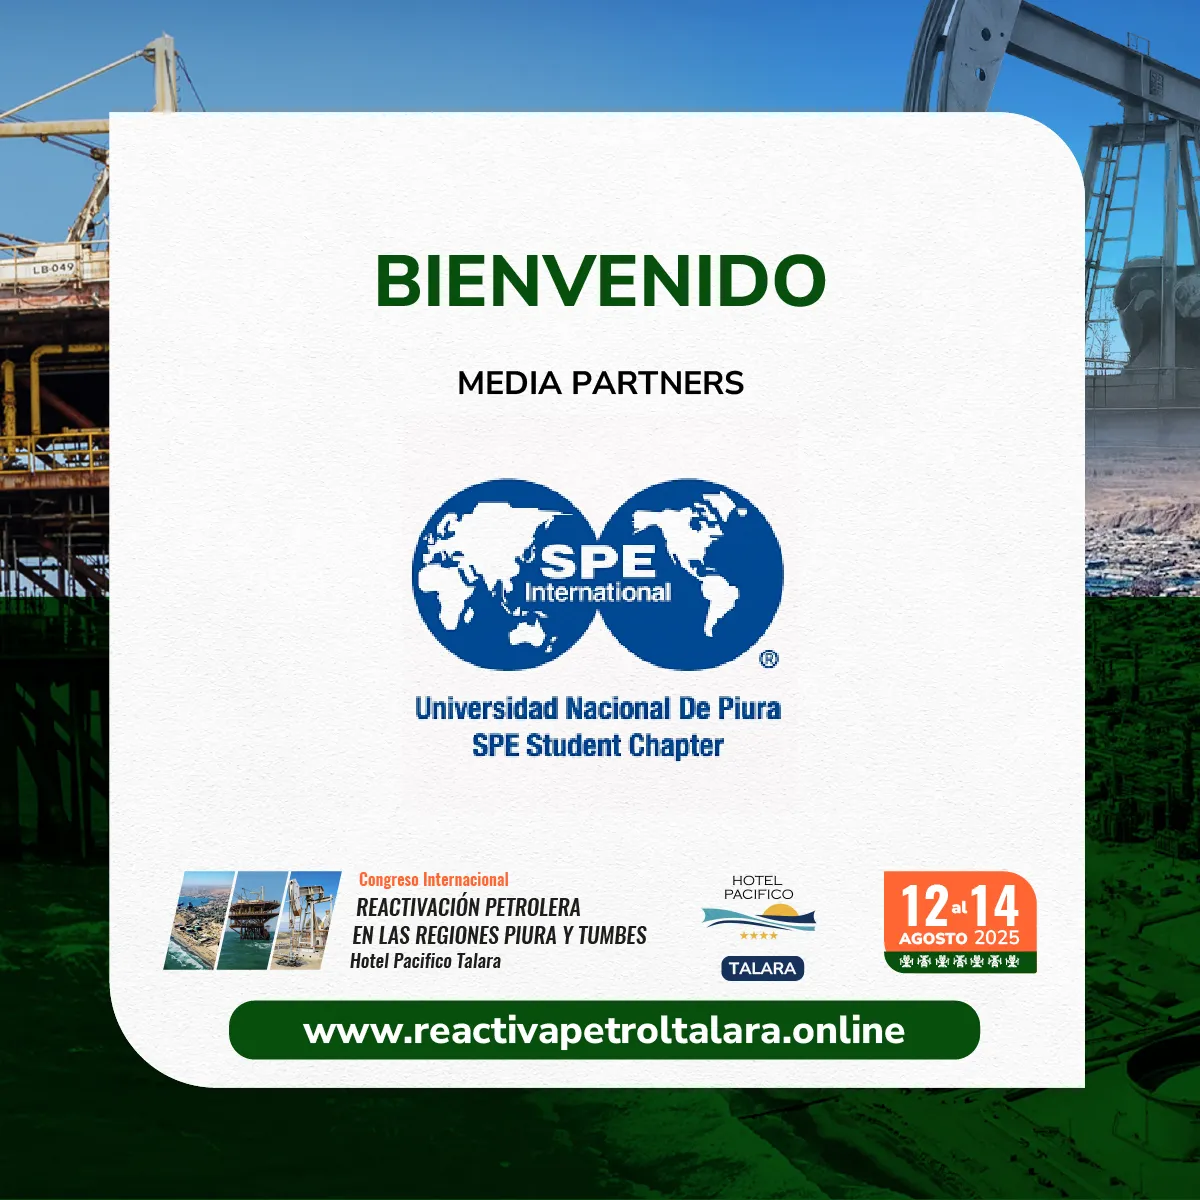 LB-049
BIENVENIDO
MEDIA PARTNERS
SPE
International
®
Universidad Nacional De Piura
SPE Student Chapter
Congreso Internacional
REACTIVACIÓN PETROLERA
EN LAS REGIONES PIURA Y TUMBES
Hotel Pacifico Talara
HOTEL
PACIFICO
TALARA
12 al 14
AGOSTO 2025
www.reactivapetroltalara.online